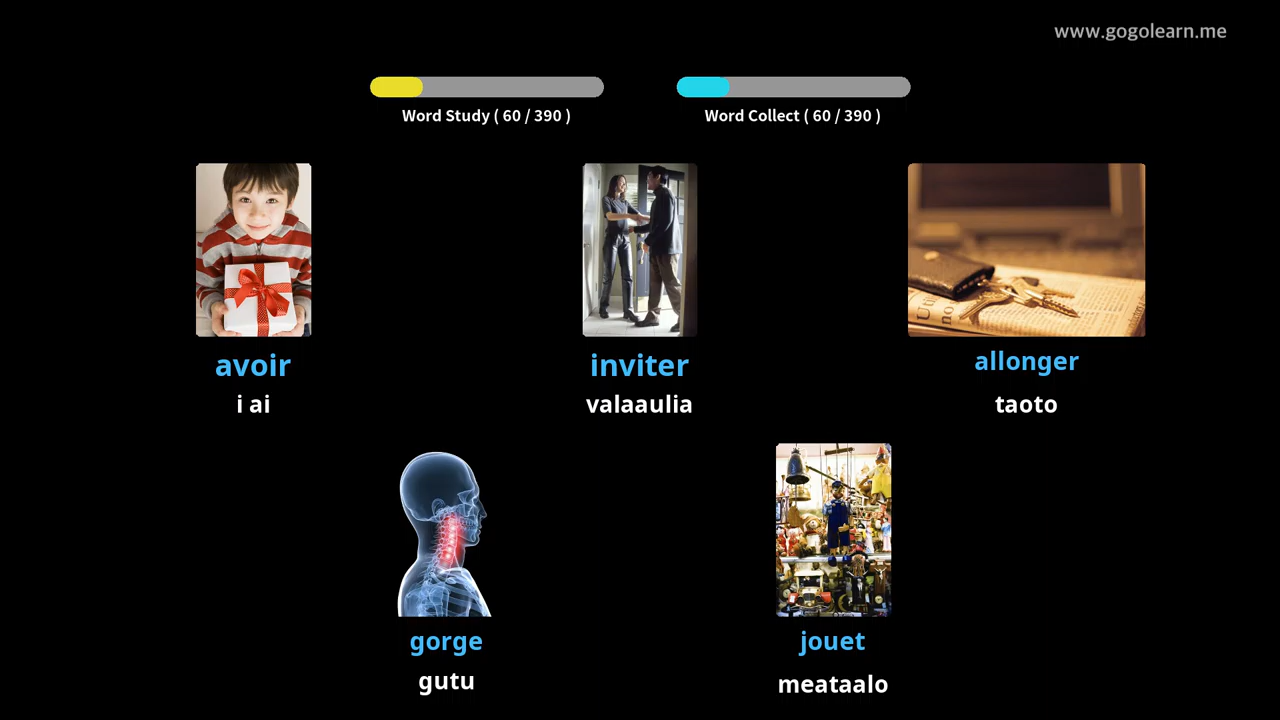 www.gogolearn.me
Word Study ( 60 / 390 )
Word Collect ( 60 / 390 )
avoir
i ai
inviter
valaaulia
allonger
taoto
gorge
gutu
jouet
meataalo